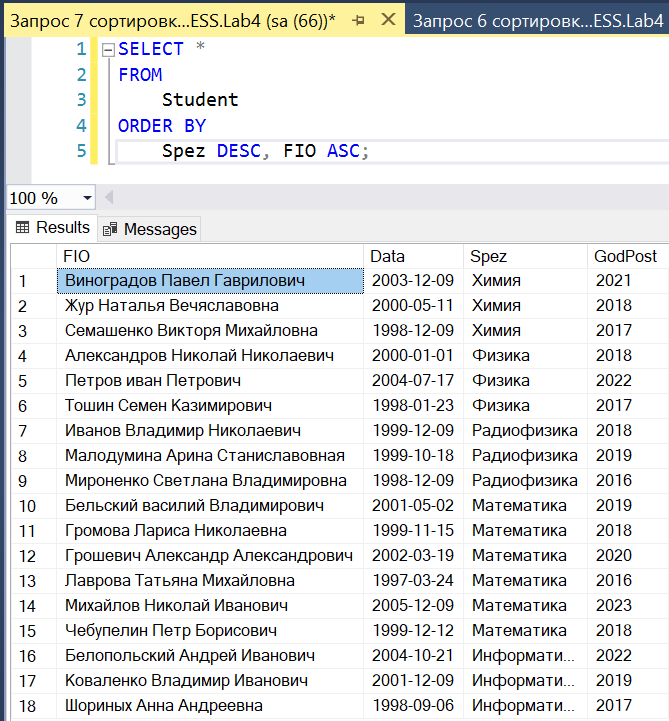 Запрос 7 сортировк...ESS.Lab4 (sa (66))* Запрос 6 сортировк...ESS.Lab4
1 SELECT *
2 FROM
3 Student
4 ORDER BY
5 Spez DESC, FIO ASC;
100 %
Results Messages
FIO Data Spez GodPost
1 Виноградов Павел Гаврилович 2003-12-09 Химия 2021
2 Жур Наталья Вечяславовна 2000-05-11 Химия 2018
3 Семашенко Викторя Михайловна 1998-12-09 Химия 2017
4 Александров Николай Николаевич 2000-01-01 Физика 2018
5 Петров иван Петрович 2004-07-17 Физика 2022
6 Тошин Семен Казимирович 1998-01-23 Физика 2017
7 Иванов Владимир Николаевич 1999-12-09 Радиофизика 2018
8 Малодумина Арина Станиславовная 1999-10-18 Радиофизика 2019
9 Мироненко Светлана Владимировна 1998-12-09 Радиофизика 2016
10 Бельский василий Владимирович 2001-05-02 Математика 2019
11 Громова Лариса Николаевна 1999-11-15 Математика 2018
12 Грошевич Александр Александрович 2002-03-19 Математика 2020
13 Лаврова Татьяна Михайловна 1997-03-24 Математика 2016
14 Михайлов Николай Иванович 2005-12-09 Математика 2023
15 Чебупелин Петр Борисович 1999-12-12 Математика 2018
16 Белопольский Андрей Иванович 2004-10-21 Информати... 2022
17 Коваленко Владимир Иванович 2001-12-09 Информати... 2019
18 Шориных Анна Андреевна 1998-09-06 Информати... 2017